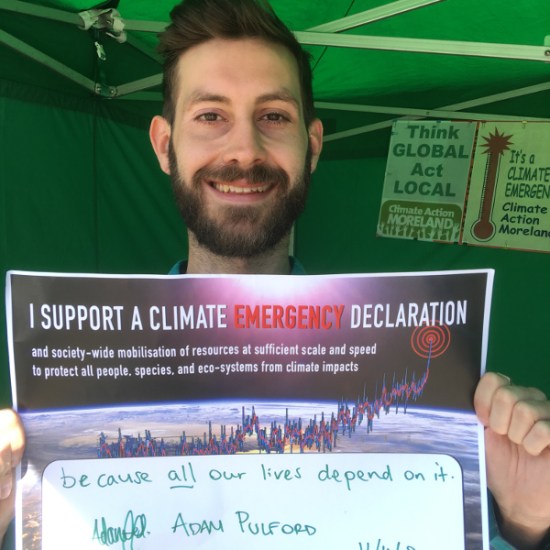 Think
GLOBAL
Act
LOCAL
Climate Action
MORELAND
It's a
CLIMATE
EMERGEN
Climate
Action
Moreland
I SUPPORT A CLIMATE EMERGENCY DECLARATION
and society-wide mobilisation of resources at sufficient scale and speed
to protect all people, species, and eco-systems from climate impacts
because all our lives depend on it.
ADAM PULFORD